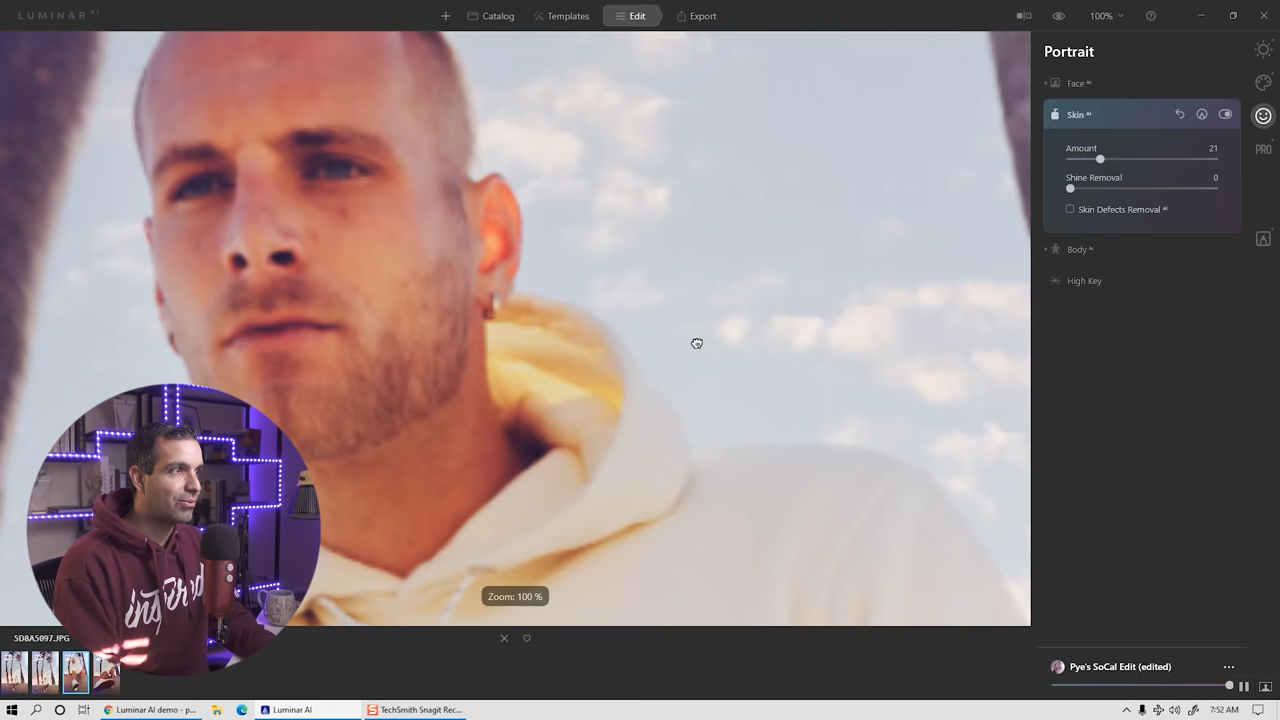 LUMINAR AI
Catalog
Templates
Edit
Export
100%
Portrait
Face AI
Skin AI
Amount 21
Shine Removal 0
Skin Defects Removal AI
Body AI
High Key
PRO
Zoom: 100 %
inspired
5D8A5097.JPG
Pye's SoCal Edit (edited)
Luminar AI demo - p...
Luminar AI
TechSmith Snagit Rec...
7:52 AM